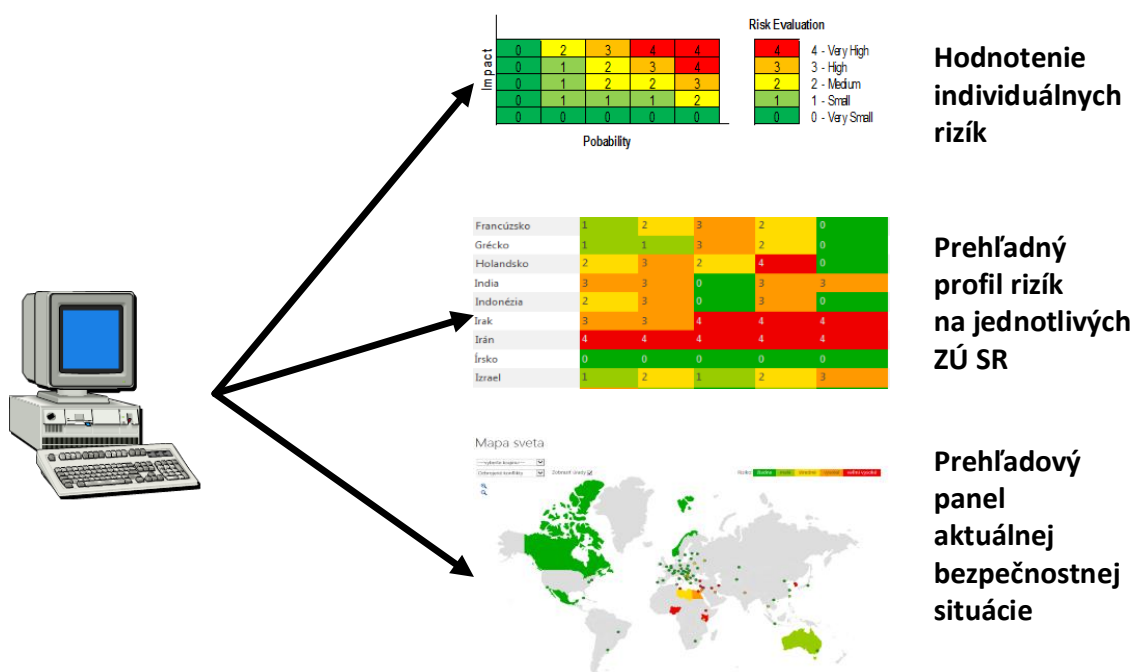 Risk Evaluation
Impact
0 2 3 4 4
0 1 2 3 4
0 1 2 2 3
0 1 1 1 2
0 0 0 0 0
Pobability
4 4 - Very High
3 3 - High
2 2 - Medium
1 1 - Small
0 0 - Very Small
Hodnotenie
individuálnych
rizík
Francúzsko 1 2 3 2 0
Grécko 1 1 3 2 0
Holandsko 2 3 2 4 0
India 3 3 0 3 3
Indonézia 2 3 0 3 0
Irak 3 3 4 4 4
Irán 4 4 4 4 4
Írsko 0 0 0 0 0
Izrael 1 2 1 2 3
Prehľadný
profil rizík
na jednotlivých
ZÚ SR
Mapa sveta
Zobraziť úrady
Prehľadový
panel
aktuálnej
bezpečnostnej
situácie